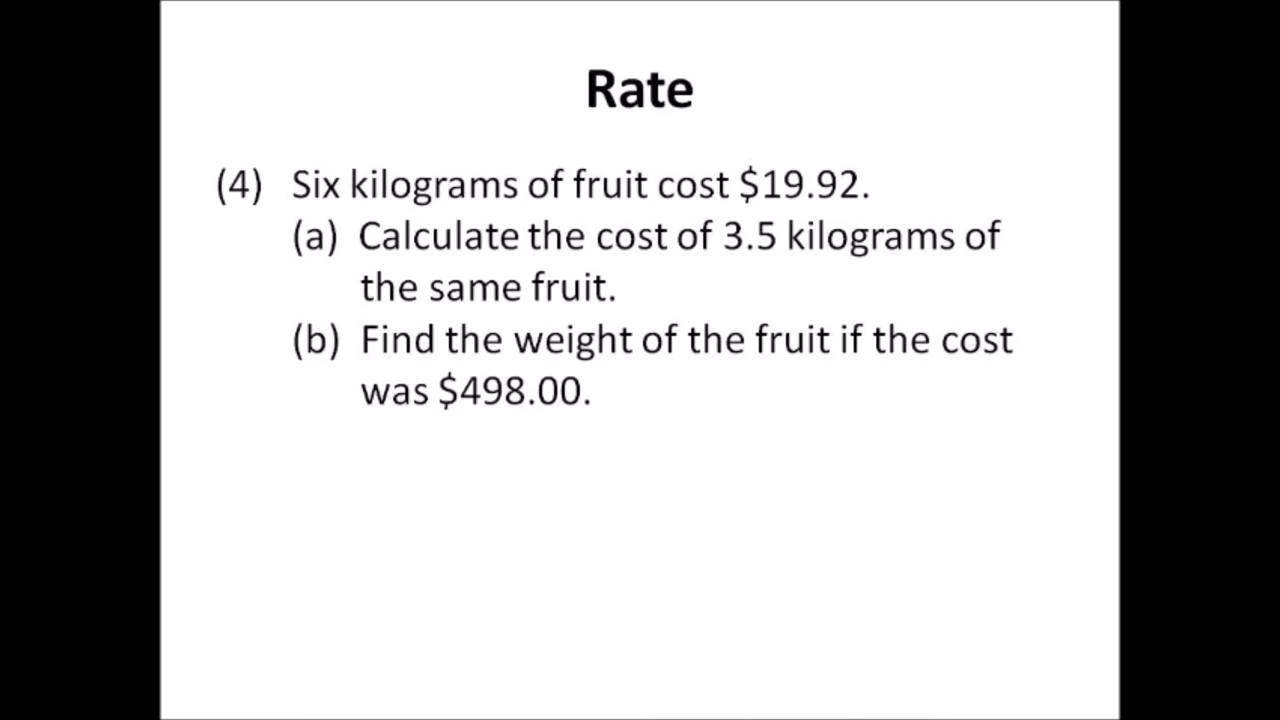 Rate
(4) Six kilograms of fruit cost $19.92.
(a) Calculate the cost of 3.5 kilograms of
the same fruit.
(b) Find the weight of the fruit if the cost
was $498.00.